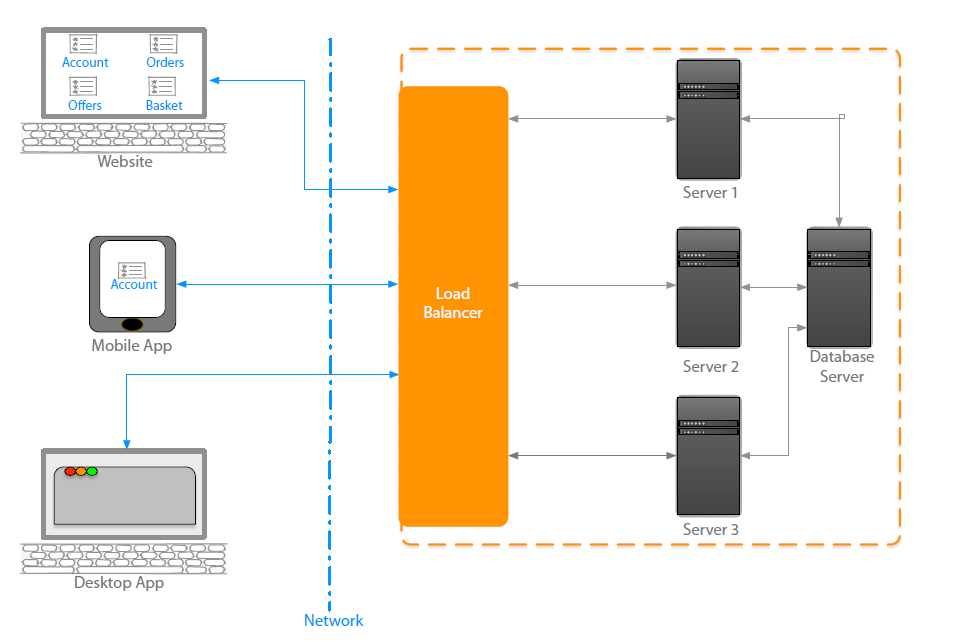 Account
Orders
Offers
Basket
Website
Account
Mobile App
Desktop App
Network
Load
Balancer
Server 1
Server 2
Server 3
Database
Server